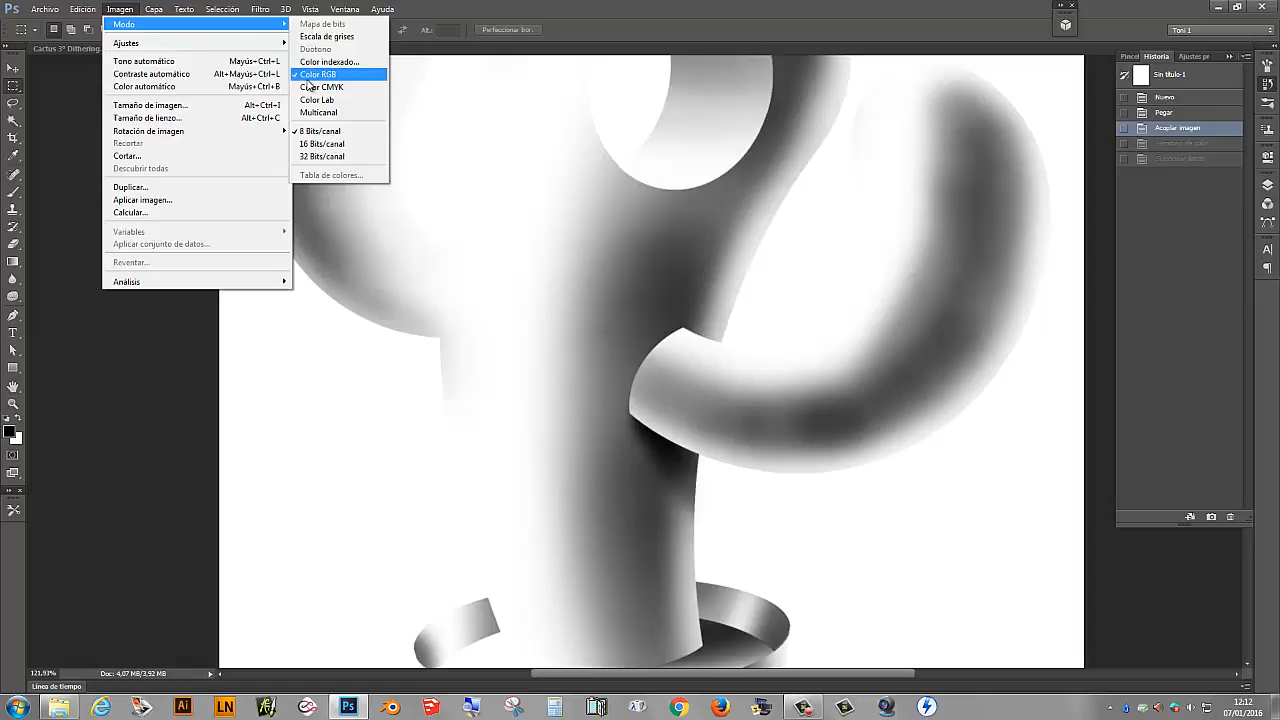 Ps Archivo Edición Imagen Capa Texto Selección Filtro 3D Vista Ventana Ayuda
Alt.: Perfeccionar bor. Toni 1
Cactus 3º Dithering
Modo
Ajustes
Tono automático Mayús+Ctrl+L
Contraste automático Alt+Mayús+Ctrl+L
Color automático Mayús+Ctrl+B
Tamaño de imagen... Alt+Ctrl+I
Tamaño de lienzo... Alt+Ctrl+C
Rotación de imagen
Recortar
Cortar...
Descubrir todas
Duplicar...
Aplicar imagen...
Calcular...
Variables
Aplicar conjunto de datos...
Reventar...
Análisis
Mapa de bits
Escala de grises
Duotono
Color indexado...
Color RGB
Color CMYK
Color Lab
Multicanal
8 Bits/canal
16 Bits/canal
32 Bits/canal
Tabla de colores...
Pincel Historia Ajustes pe
Sin título-1
Nuevo
Pegar
Acoplar imagen
121,93% Doc: 4,07 MB/3,92 MB
Línea de tiempo
Ai LN Ps
12:12
07/01/2016